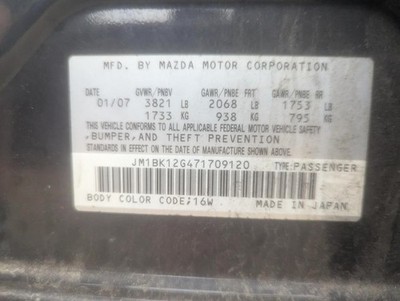 MFD. BY MAZDA MOTOR CORPORATION
GVWR/PNBV GAWR/PNBE FRT GAWR/PNBE RR
01/07 3821 LB 2068 LB 1753 LB
1733 KG 938 KG 795 KG
THIS VEHICLE CONFORMS TO ALL APPLICABLE FEDERAL MOTOR VEHICLE SAFETY,
BUMPER, AND THEFT PREVENTION
STANDARDS IN EFFECT ON THE DATE OF MANUFACTURE SHOWN ABOVE.
JM1BK12G471709120 TYPE:PASSENGER
BODY COLOR CODE;16W MADE IN JAPAN